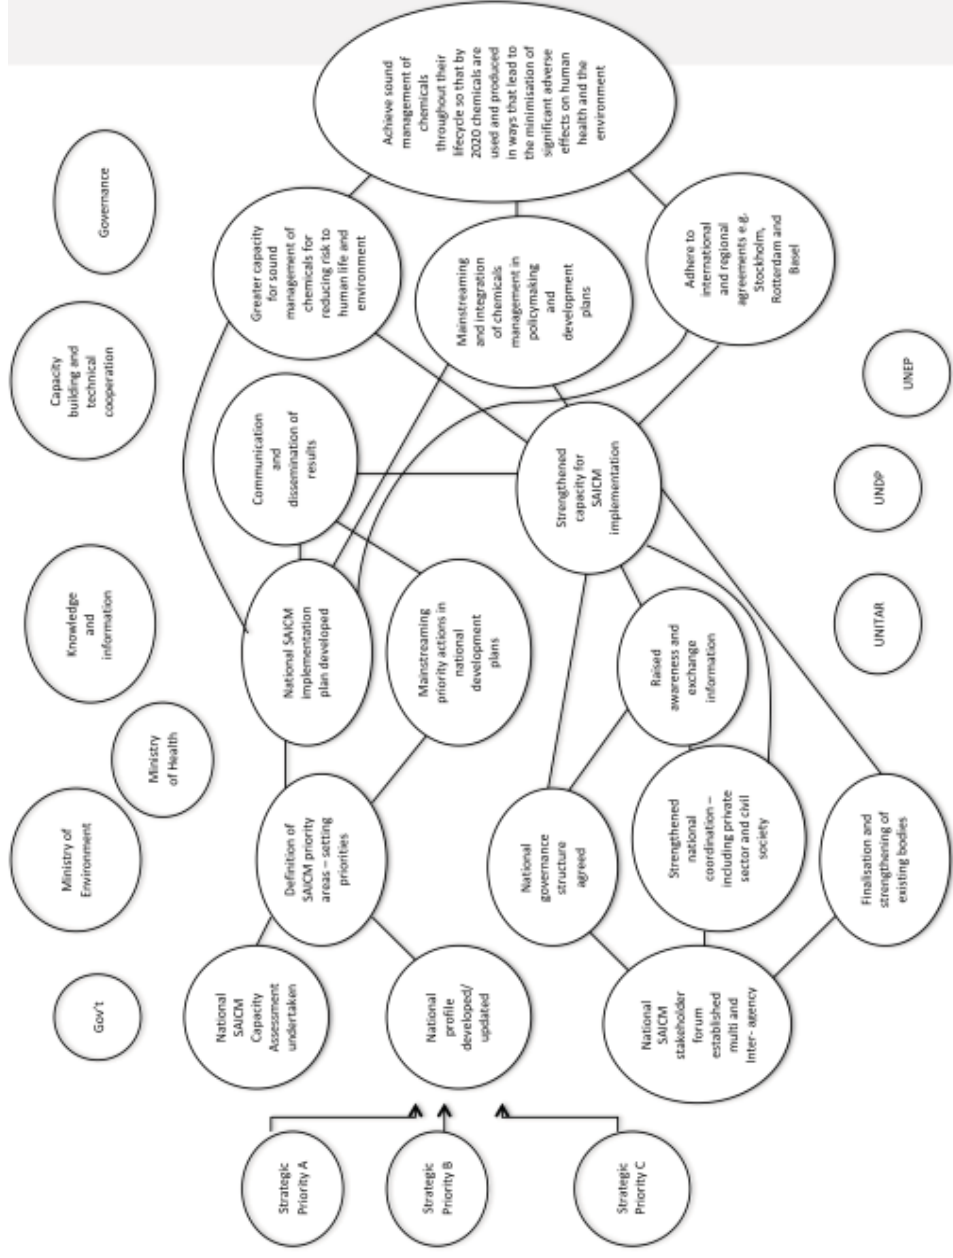 Gov't
Ministry of
Environment
Ministry
of Health
Knowledge
and
information
Capacity
building and
technical
cooperation
Governance
Strategic
Priority A
Strategic
Priority B
Strategic
Priority C
National
SAICM
Capacity
Assessment
undertaken
National
profile
developed/
updated
National
SAICM
stakeholder
forum
established
multi and
Inter- agency
Definition of
SAICM priority
areas – setting
priorities
National
governance
structure
agreed
Strengthened
national
coordination –
including private
sector and civil
society
Finalisation and
strengthening of
existing bodies
National SAICM
implementation
plan developed
Mainstreaming
priority actions in
national
development
plans
Raised
awareness and
exchange
information
Communication
and
dissemination of
results
Strengthened
capacity for
SAICM
implementation
Greater capacity
for sound
management of
chemicals for
reducing risk to
human life and
environment
Mainstreaming
and integration
of chemicals
management in
policymaking
and
development
plans
Adhere to
international
and regional
agreements e.g.
Stockholm,
Rotterdam and
Basel
Achieve sound
management of
chemicals
throughout their
lifecycle so that by
2020 chemicals are
used and produced
in ways that lead to
the minimisation of
significant adverse
effects on human
health and the
environment
UNITAR
UNDP
UNEP